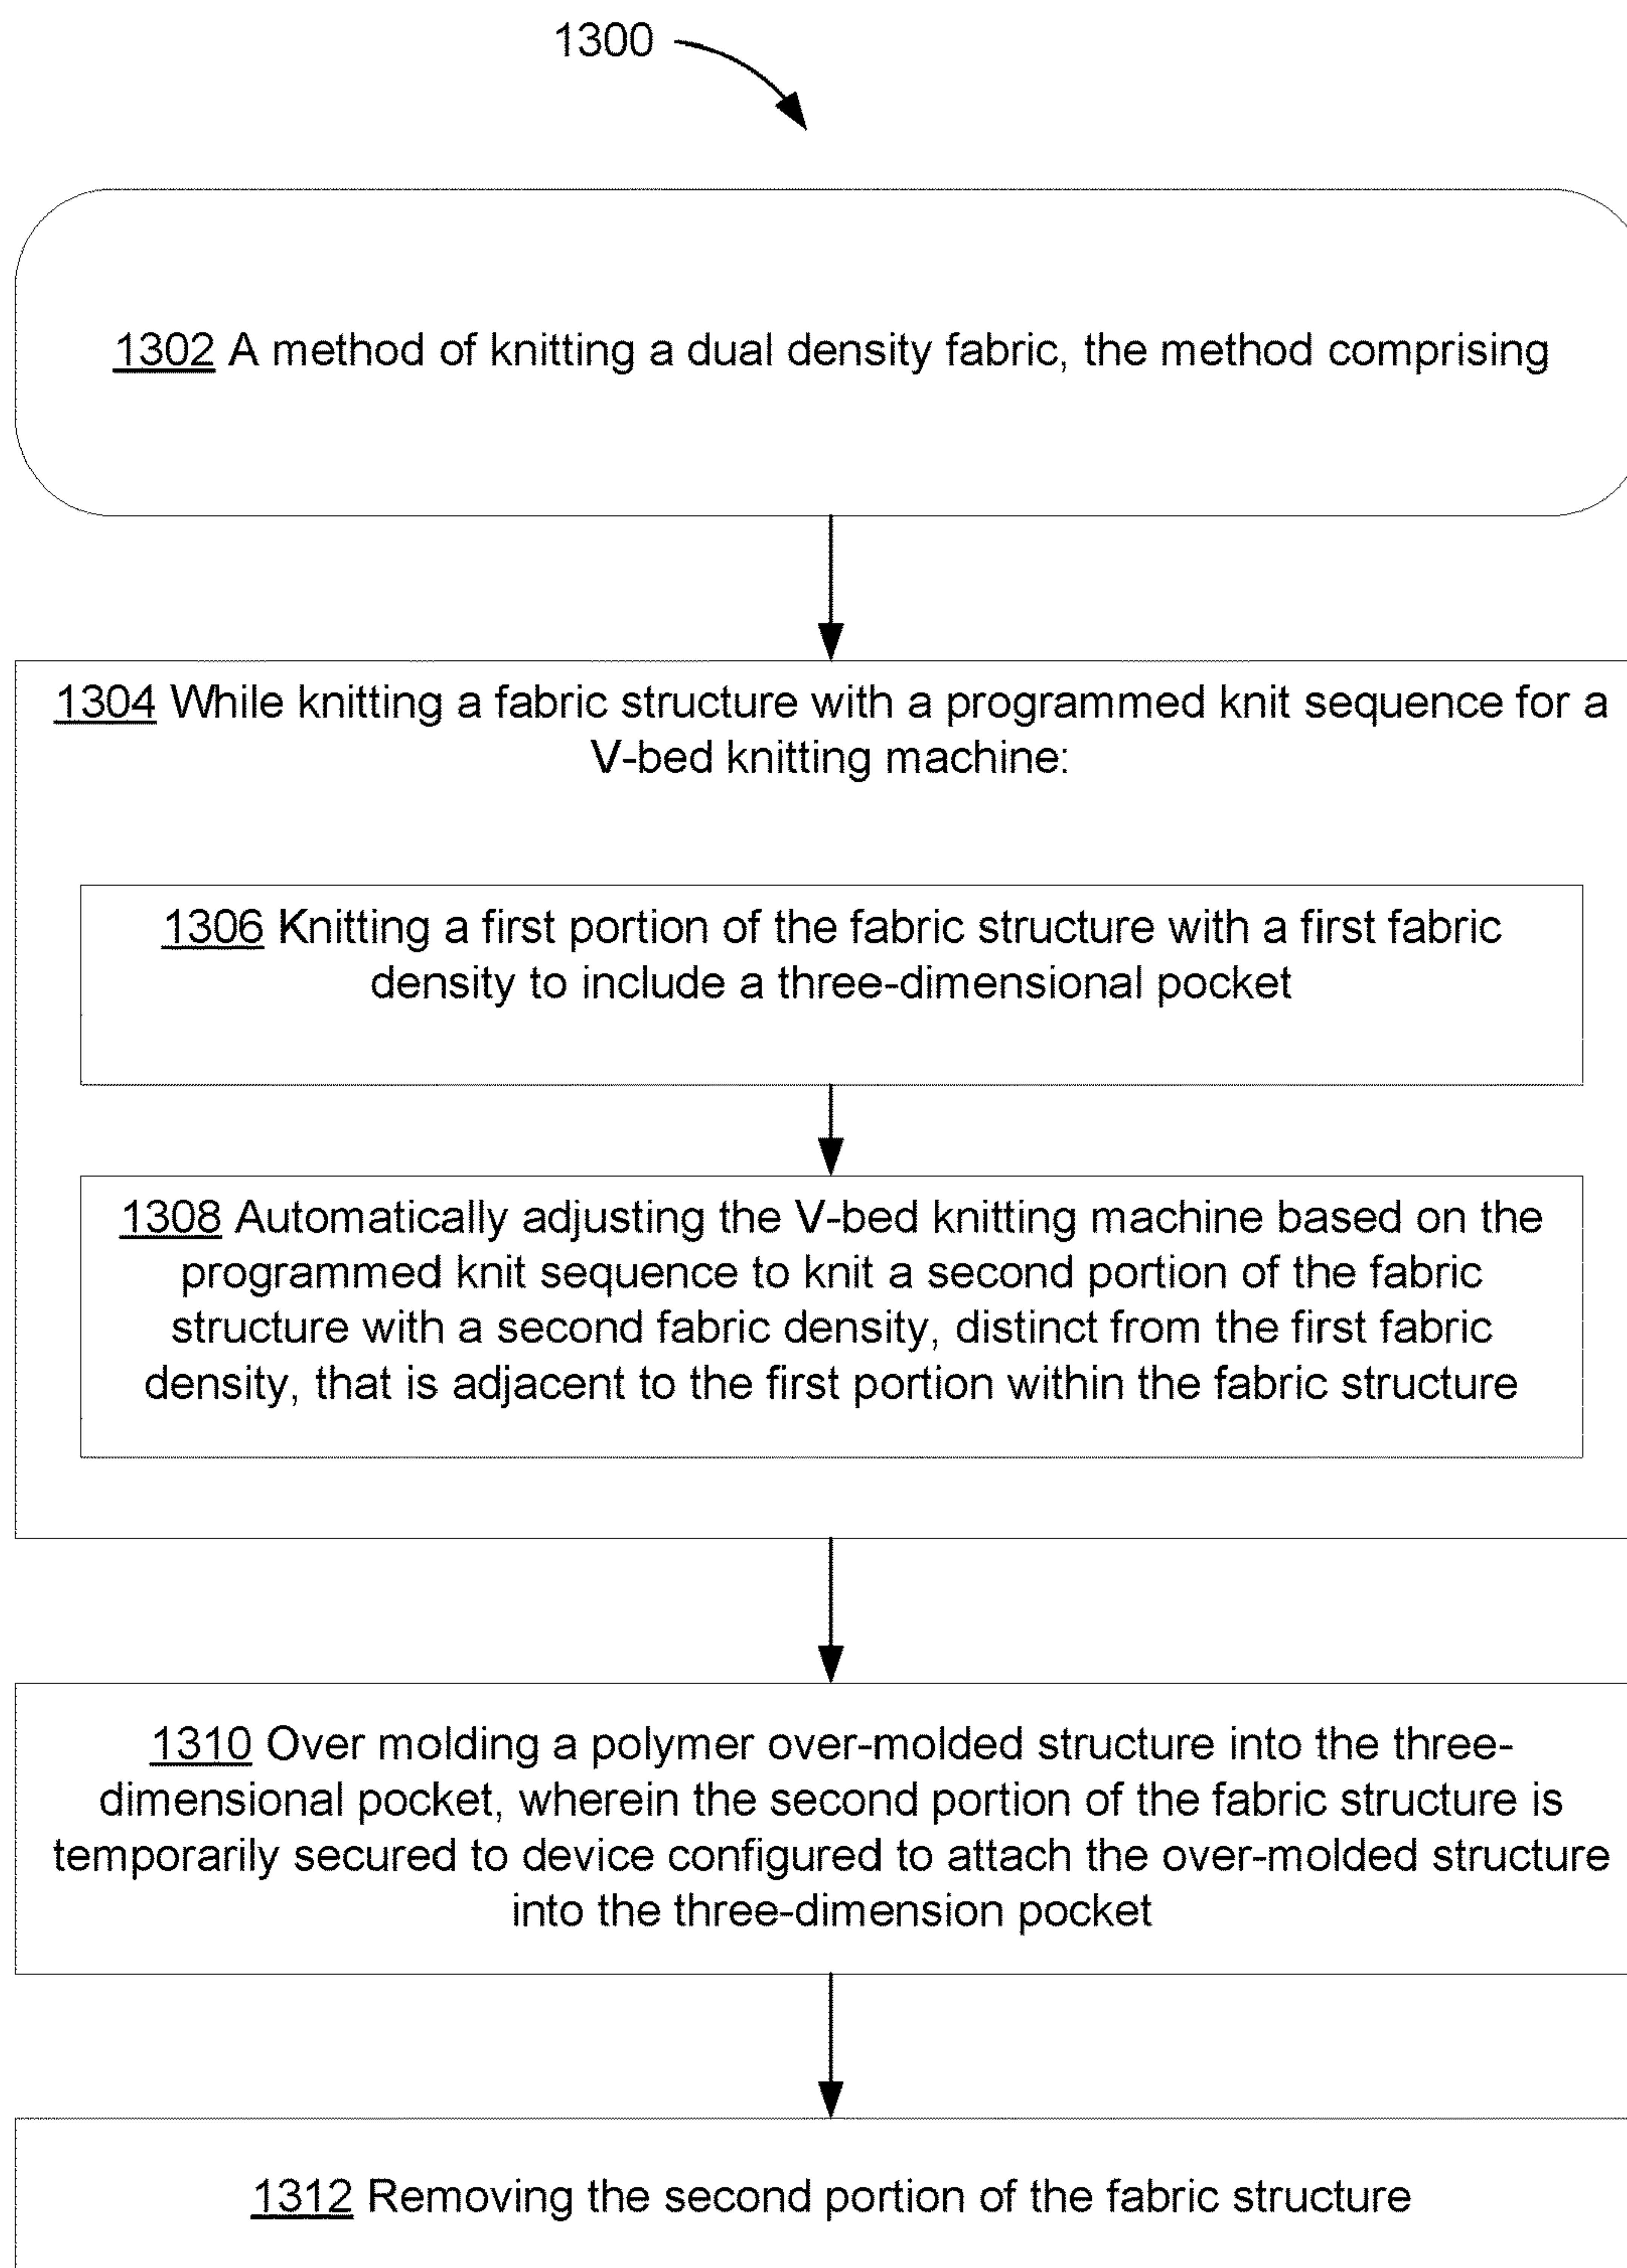 1300
1302 A method of knitting a dual density fabric, the method comprising
1304 While knitting a fabric structure with a programmed knit sequence for a
V-bed knitting machine:
1306 Knitting a first portion of the fabric structure with a first fabric
density to include a three-dimensional pocket
1308 Automatically adjusting the V-bed knitting machine based on the
programmed knit sequence to knit a second portion of the fabric
structure with a second fabric density, distinct from the first fabric
density, that is adjacent to the first portion within the fabric structure
1310 Over molding a polymer over-molded structure into the three-
dimensional pocket, wherein the second portion of the fabric structure is
temporarily secured to device configured to attach the over-molded structure
into the three-dimension pocket
1312 Removing the second portion of the fabric structure